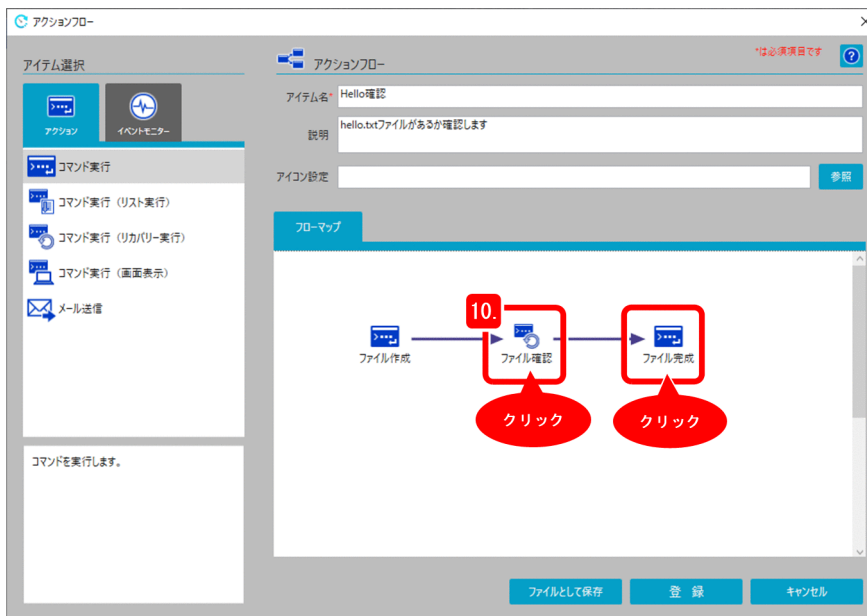 アクションフロー
アイテム選択
アクション
イベントモニター
コマンド実行
コマンド実行（リスト実行）
コマンド実行（リカバリー実行）
コマンド実行（画面表示）
メール送信
コマンドを実行します。
アクションフロー
*は必須項目です
?
アイテム名* Hello確認
説明 hello.txtファイルがあるか確認します
アイコン設定 参照
フローマップ
10.
ファイル作成 ファイル確認 ファイル完成
クリック クリック
ファイルとして保存 登 録 キャンセル